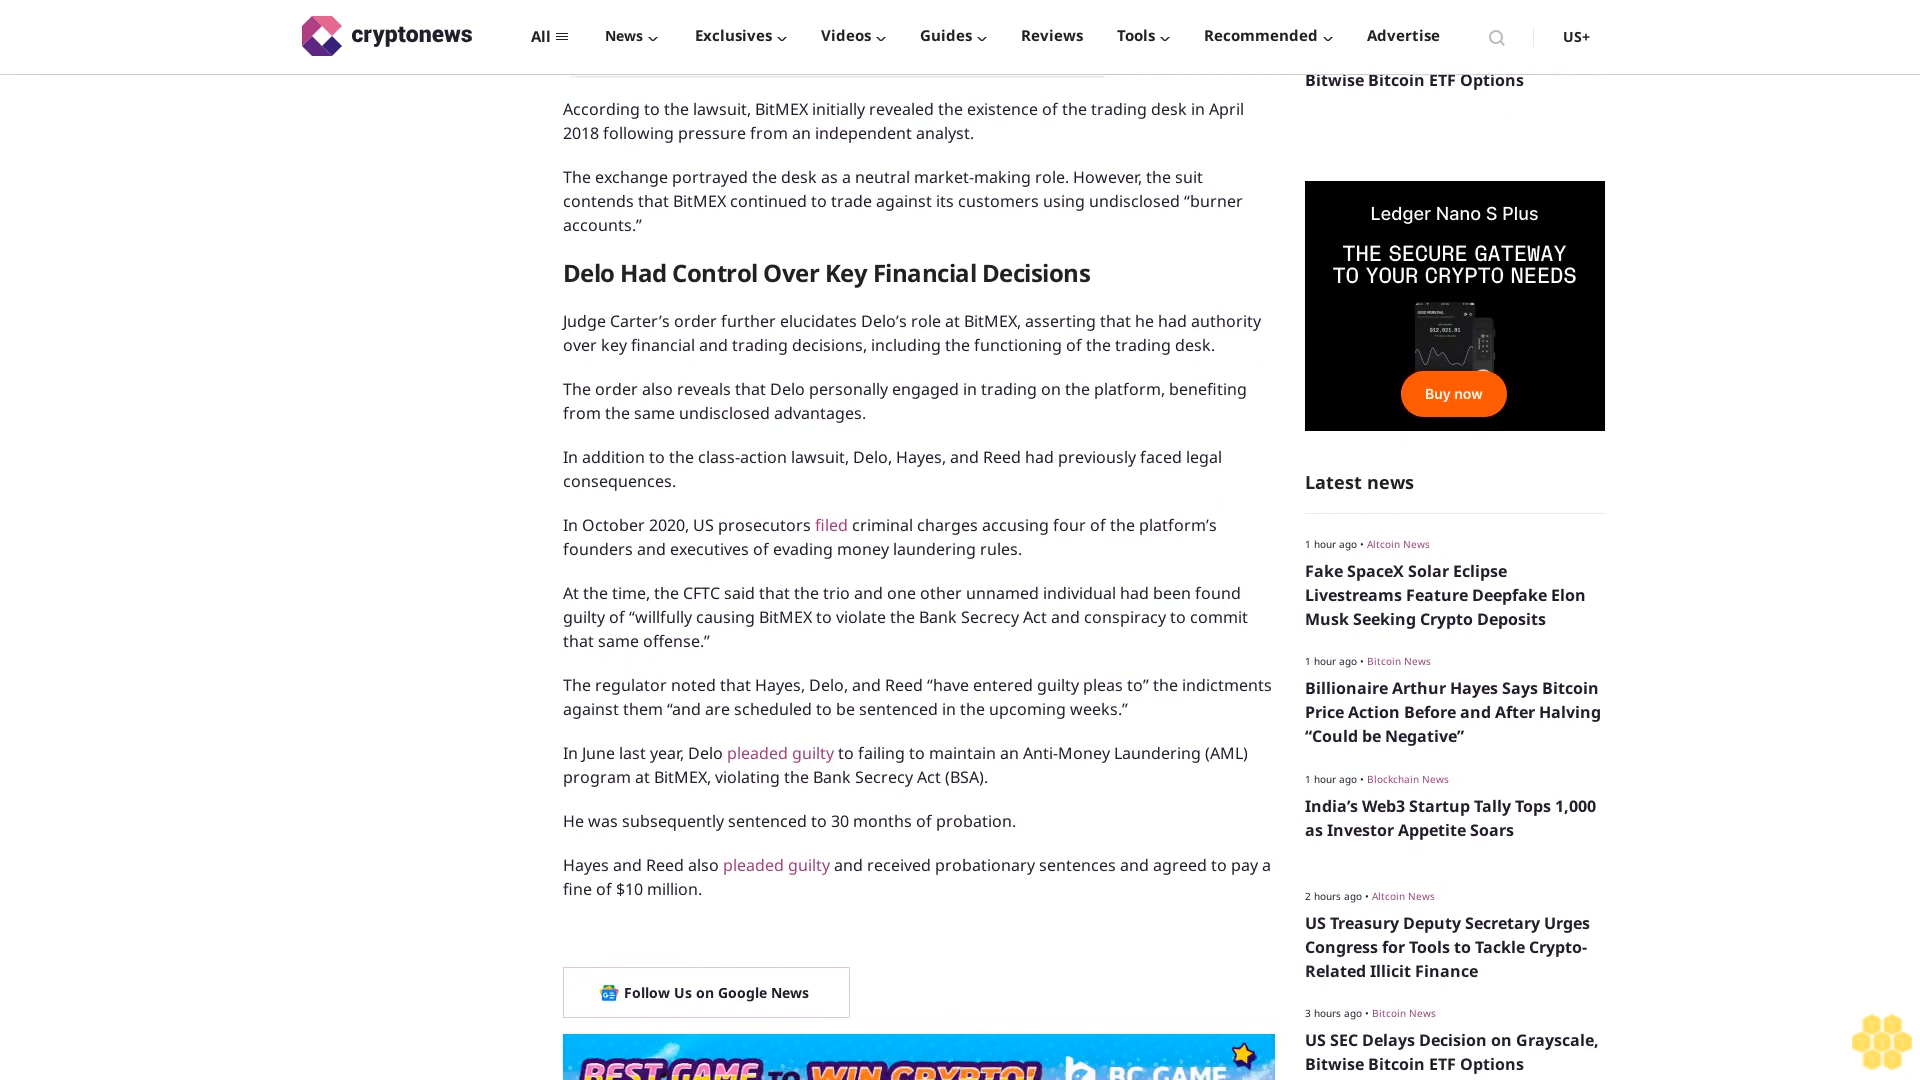 cryptonews
All
News
Exclusives
Videos
Guides
Reviews
Tools
Recommended
Advertise
US+
According to the lawsuit, BitMEX initially revealed the existence of the trading desk in April
2018 following pressure from an independent analyst.
The exchange portrayed the desk as a neutral market-making role. However, the suit
contends that BitMEX continued to trade against its customers using undisclosed “burner
accounts.”
Delo Had Control Over Key Financial Decisions
Judge Carter’s order further elucidates Delo’s role at BitMEX, asserting that he had authority
over key financial and trading decisions, including the functioning of the trading desk.
The order also reveals that Delo personally engaged in trading on the platform, benefiting
from the same undisclosed advantages.
In addition to the class-action lawsuit, Delo, Hayes, and Reed had previously faced legal
consequences.
In October 2020, US prosecutors filed criminal charges accusing four of the platform’s
founders and executives of evading money laundering rules.
At the time, the CFTC said that the trio and one other unnamed individual had been found
guilty of “willfully causing BitMEX to violate the Bank Secrecy Act and conspiracy to commit
that same offense.”
The regulator noted that Hayes, Delo, and Reed “have entered guilty pleas to” the indictments
against them “and are scheduled to be sentenced in the upcoming weeks.”
In June last year, Delo pleaded guilty to failing to maintain an Anti-Money Laundering (AML)
program at BitMEX, violating the Bank Secrecy Act (BSA).
He was subsequently sentenced to 30 months of probation.
Hayes and Reed also pleaded guilty and received probationary sentences and agreed to pay a
fine of $10 million.
Follow Us on Google News
BEST GAME TO WIN CRYPTO!
BC.GAME
Bitwise Bitcoin ETF Options
Ledger Nano S Plus
THE SECURE GATEWAY
TO YOUR CRYPTO NEEDS
$12,021.01
Buy now
Latest news
1 hour ago • Altcoin News
Fake SpaceX Solar Eclipse
Livestreams Feature Deepfake Elon
Musk Seeking Crypto Deposits
1 hour ago • Bitcoin News
Billionaire Arthur Hayes Says Bitcoin
Price Action Before and After Halving
“Could be Negative”
1 hour ago • Blockchain News
India’s Web3 Startup Tally Tops 1,000
as Investor Appetite Soars
2 hours ago • Altcoin News
US Treasury Deputy Secretary Urges
Congress for Tools to Tackle Crypto-
Related Illicit Finance
3 hours ago • Bitcoin News
US SEC Delays Decision on Grayscale,
Bitwise Bitcoin ETF Options